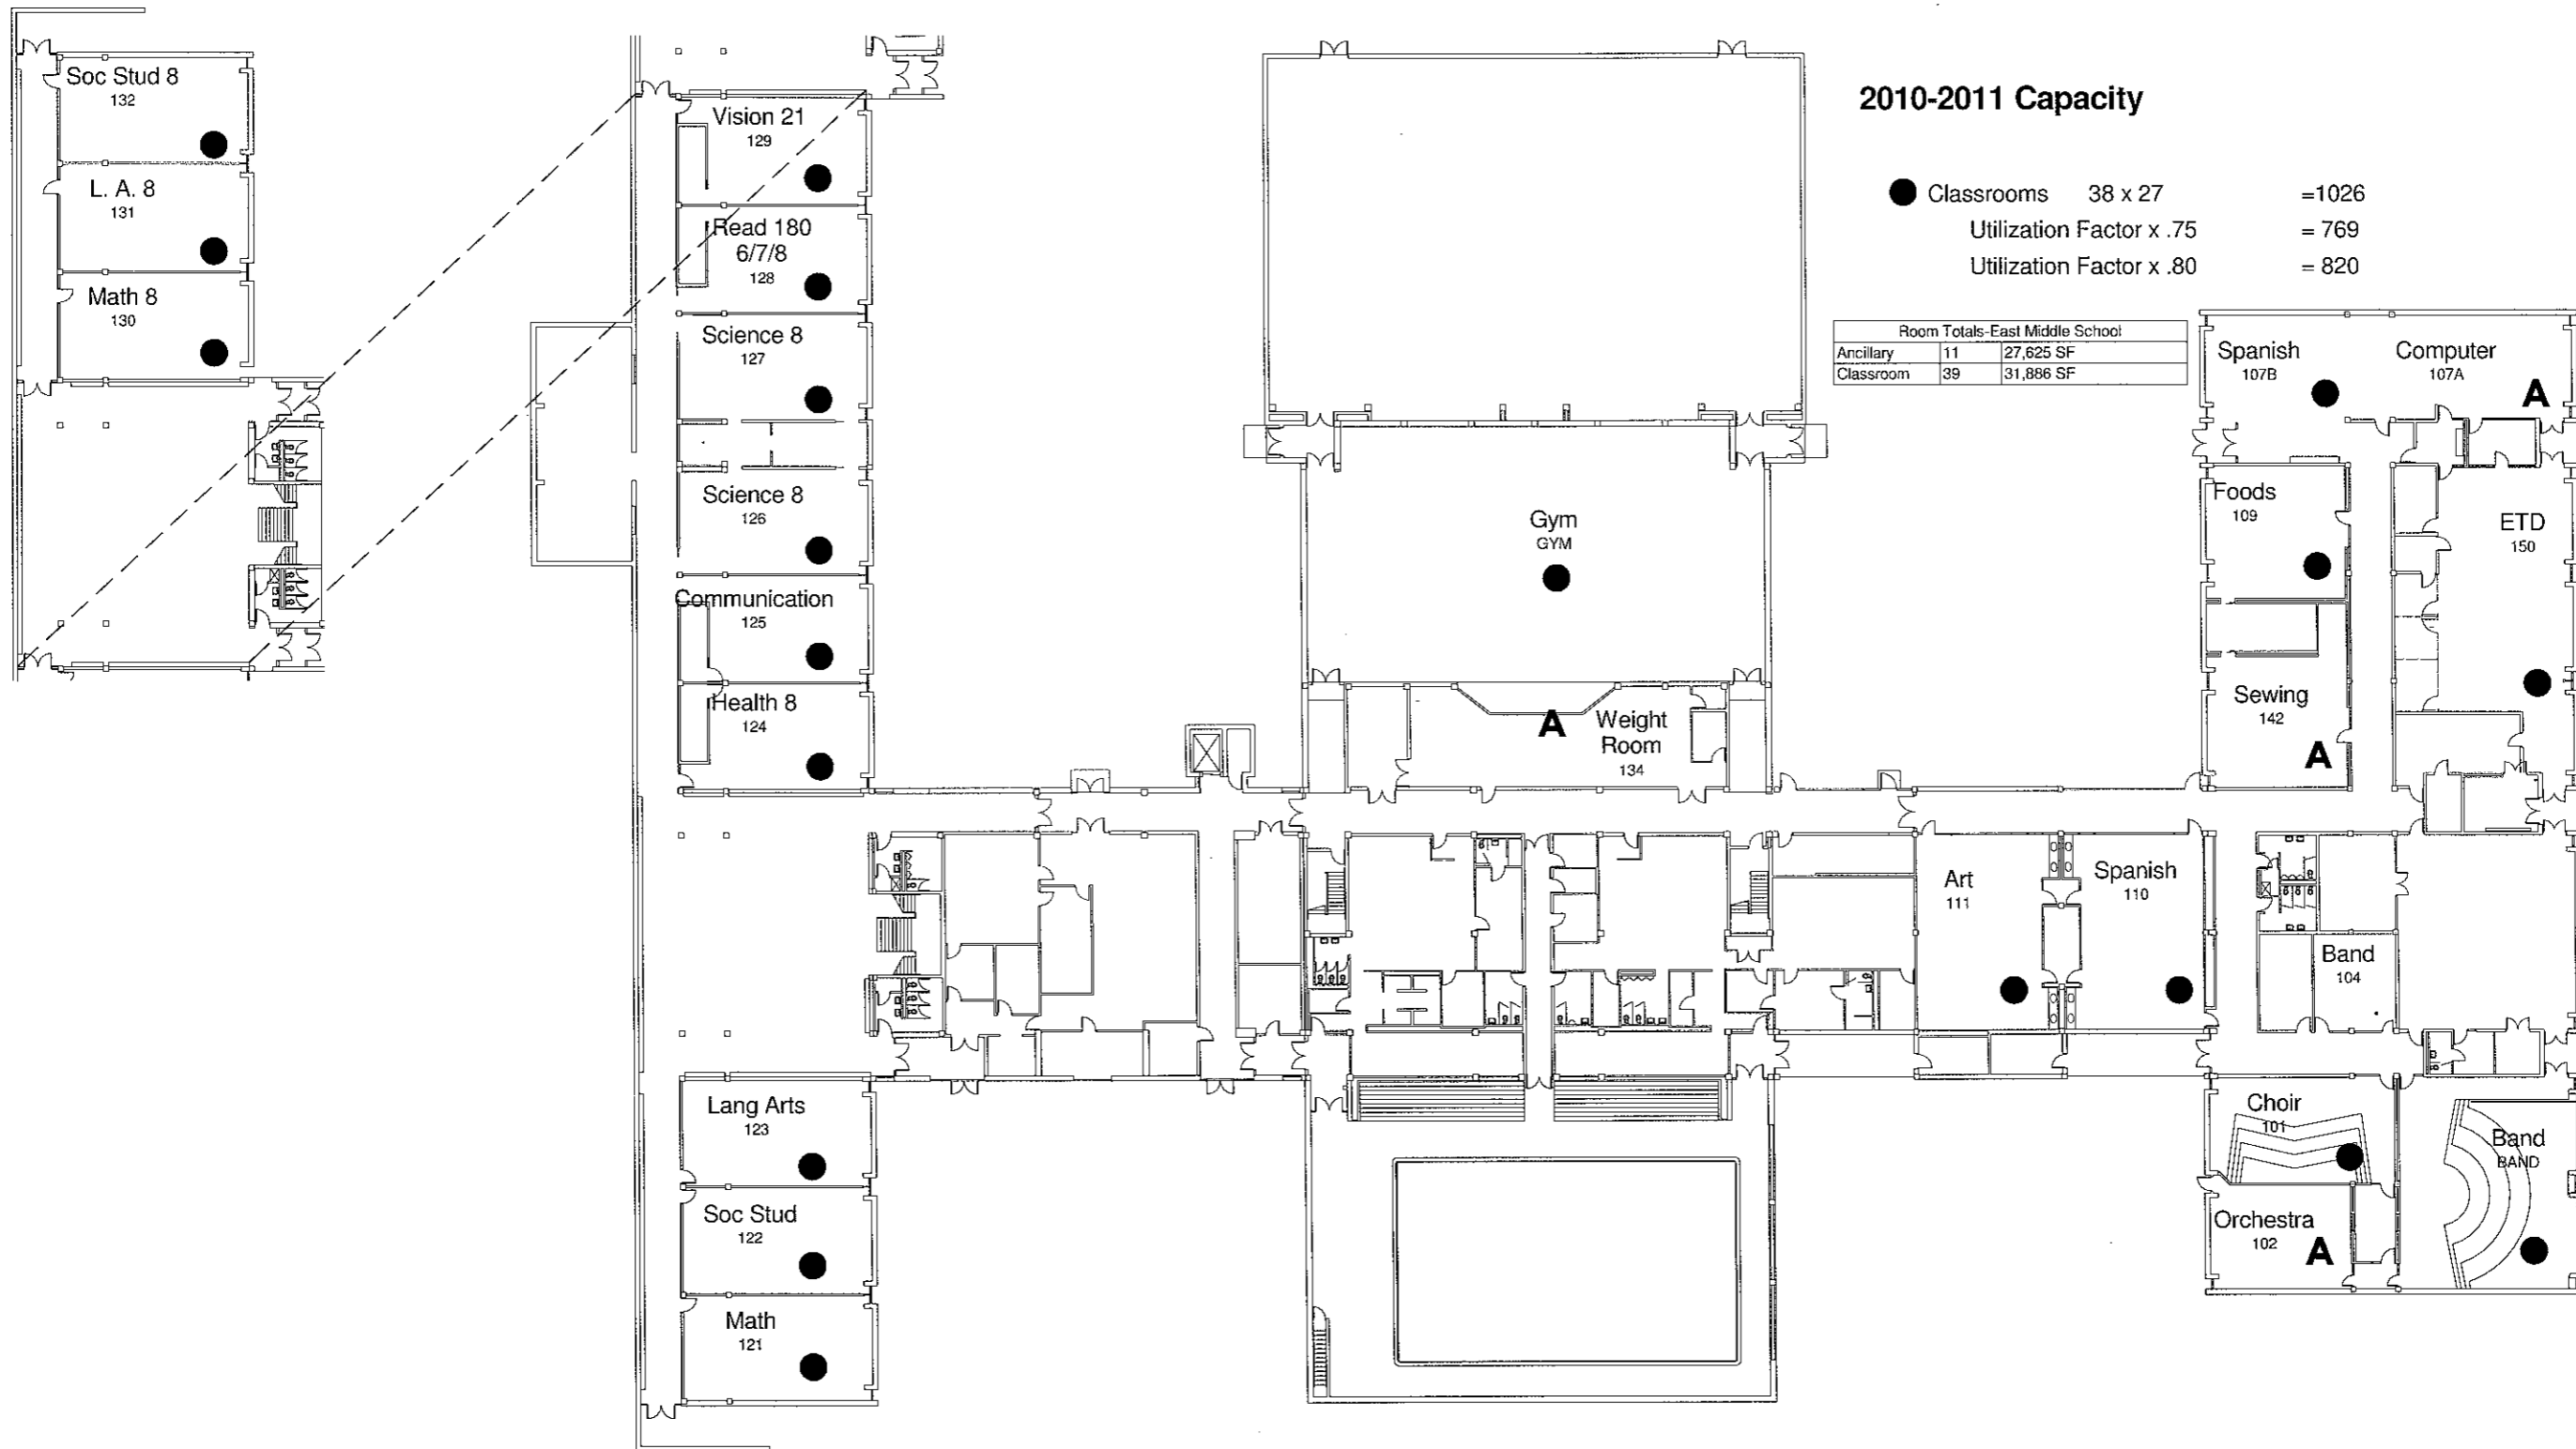 Soc Stud 8
132
L. A. 8
131
Math 8
130
Vision 21
129
Read 180
6/7/8
128
Science 8
127
Science 8
126
Communication
125
Health 8
124
Lang Arts
123
Soc Stud
122
Math
121
Gym
GYM
A
Weight
Room
134
2010-2011 Capacity
Classrooms 38 x 27 =1026
Utilization Factor x .75 = 769
Utilization Factor x .80 = 820
Room Totals-East Middle School
Ancillary 11 27,625 SF
Classroom 39 31,886 SF
Spanish
107B
Computer
107A
A
Foods
109
ETD
150
Sewing
142
A
Art
111
Spanish
110
Band
104
Choir
101
Band
BAND
Orchestra
102
A